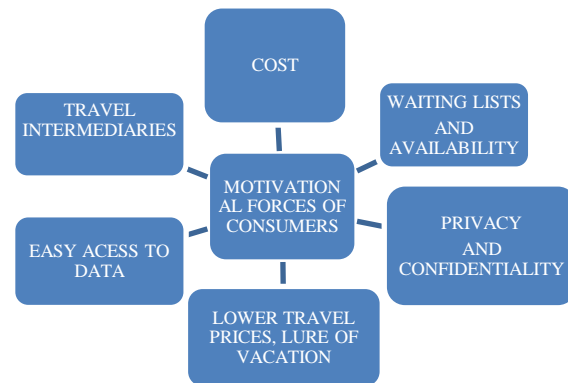 COST
TRAVEL
INTERMEDIARIES
WAITING LISTS
AND
AVAILABILITY
MOTIVATION
AL FORCES OF
CONSUMERS
EASY ACESS TO
DATA
PRIVACY
AND
CONFIDENTIALITY
LOWER TRAVEL
PRICES, LURE OF
VACATION